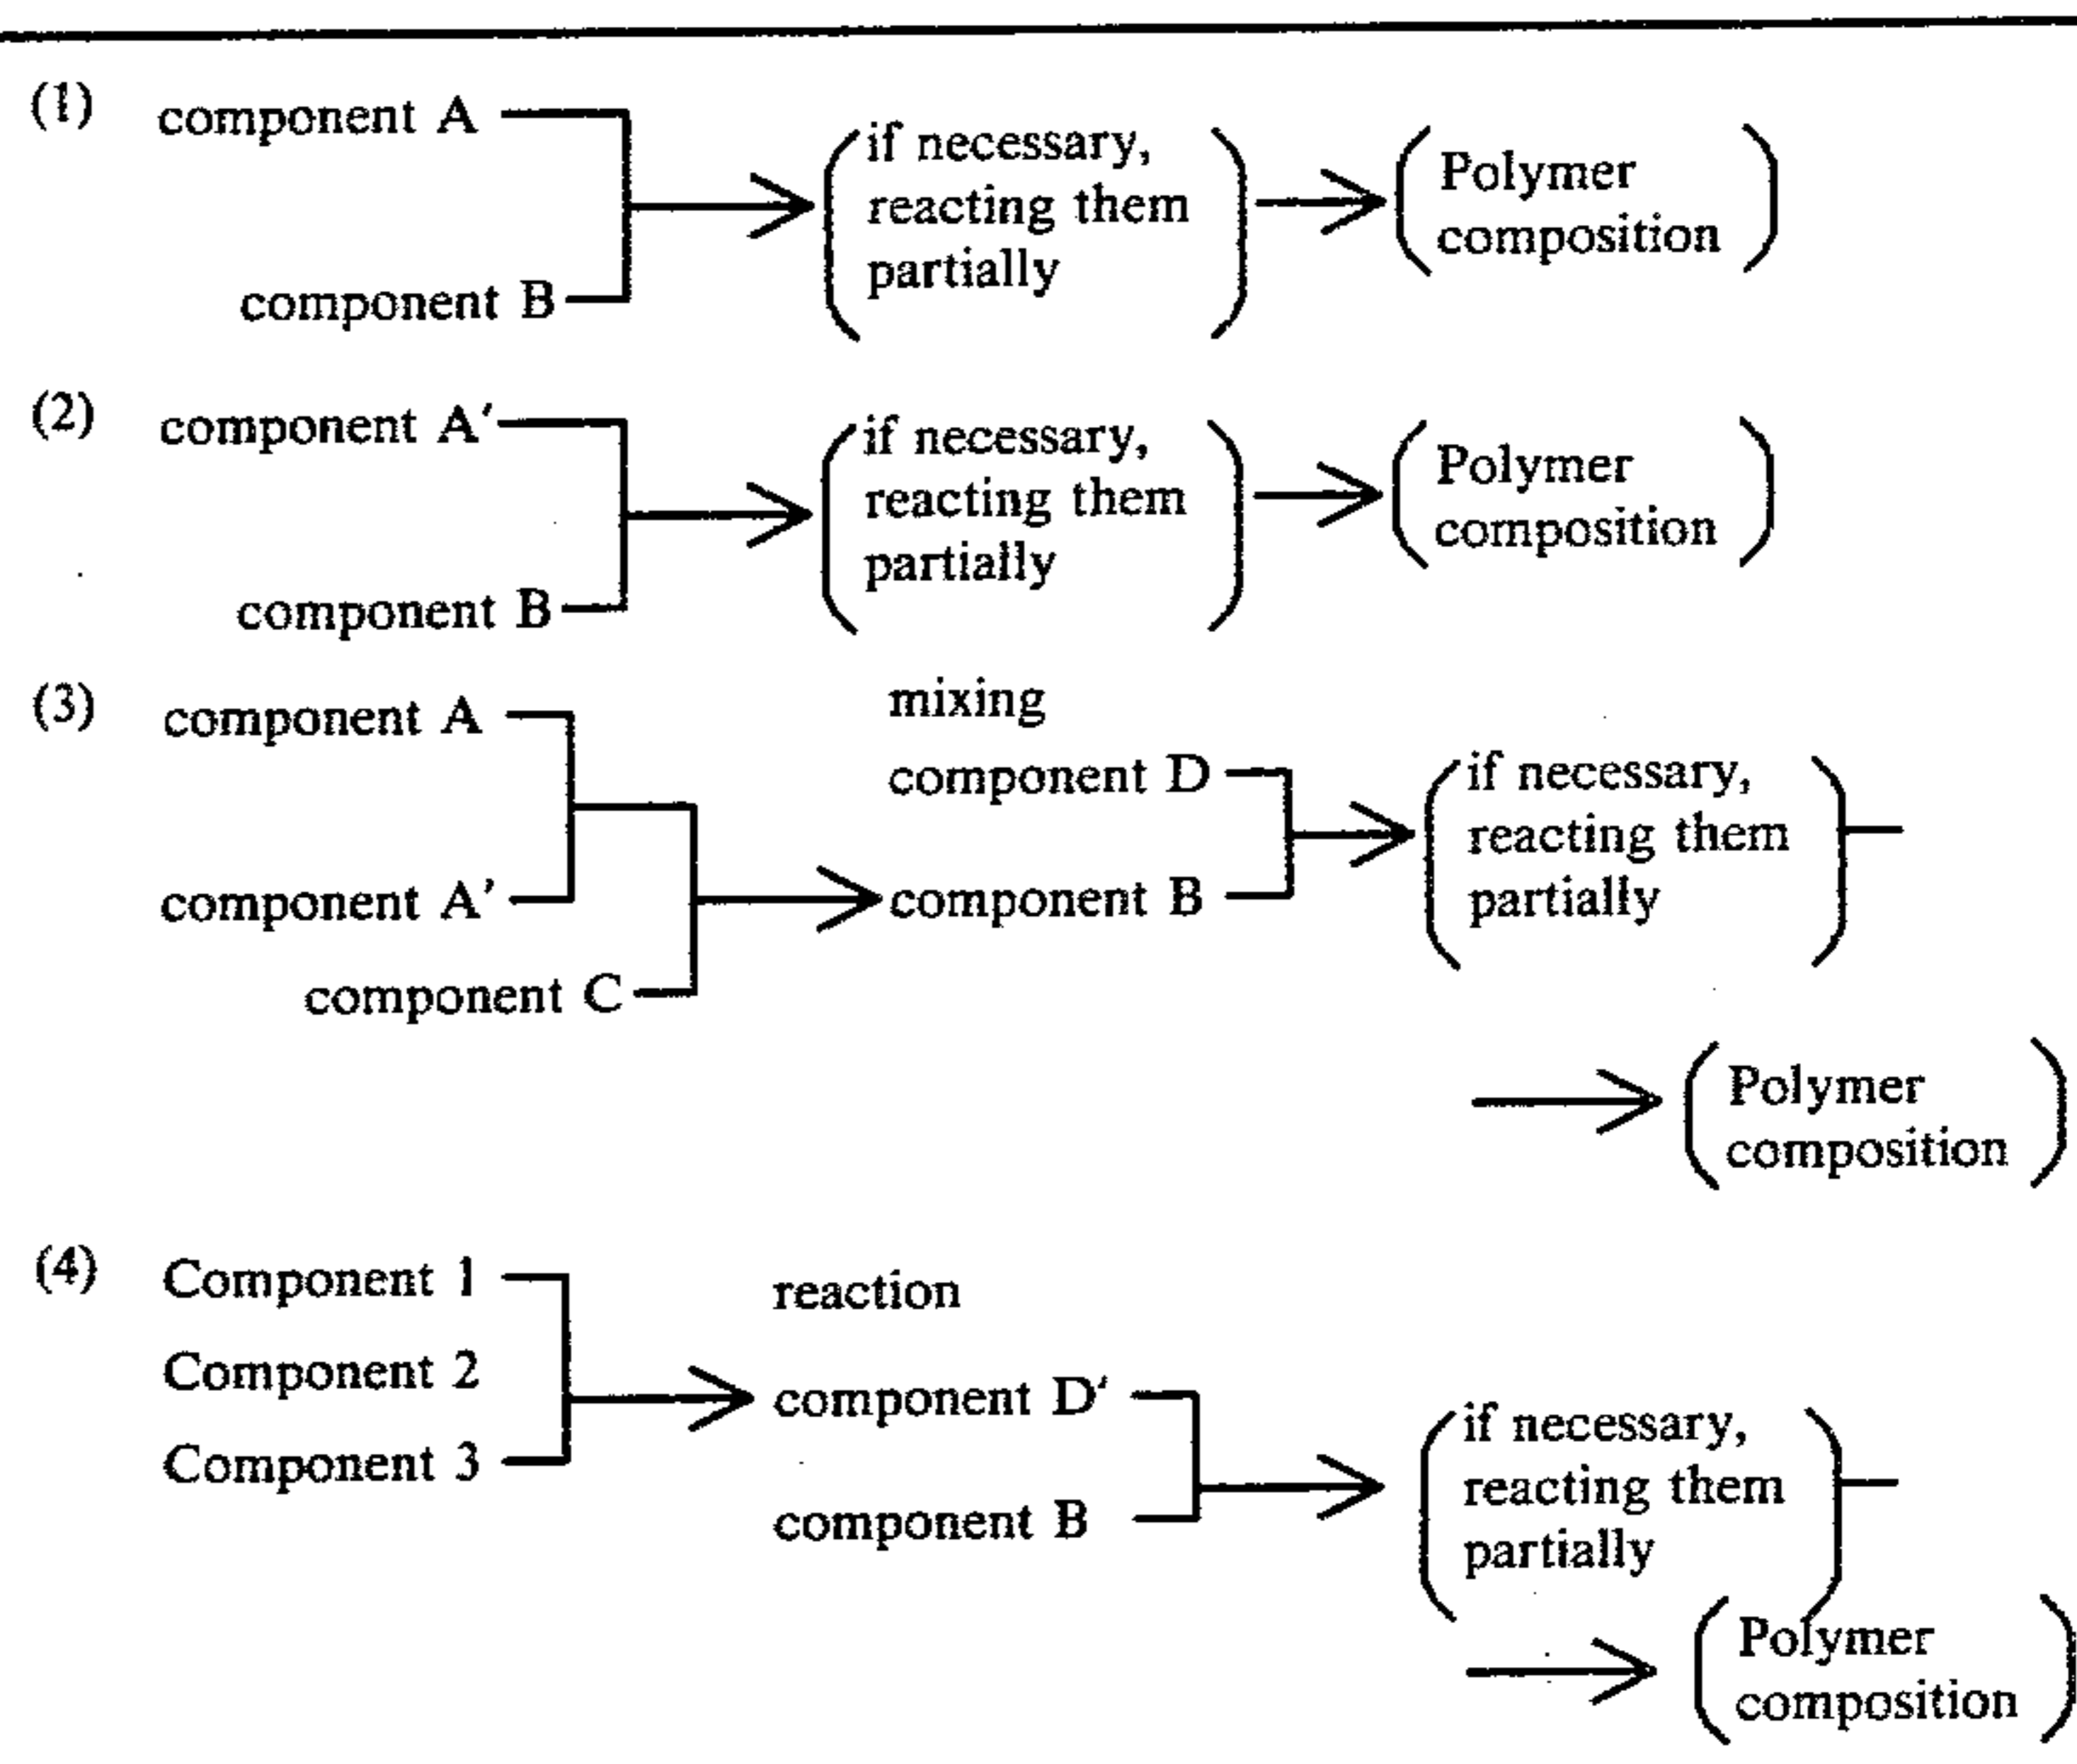 (1) component A
if necessary,
reacting them
partially
Polymer
composition
component B
(2) component A′
if necessary,
reacting them
partially
Polymer
composition
component B
(3) component A
component A′
component C
mixing
component D
component B
if necessary,
reacting them
partially
Polymer
composition
(4) Component 1
Component 2
Component 3
reaction
component D′
component B
if necessary,
reacting them
partially
Polymer
composition